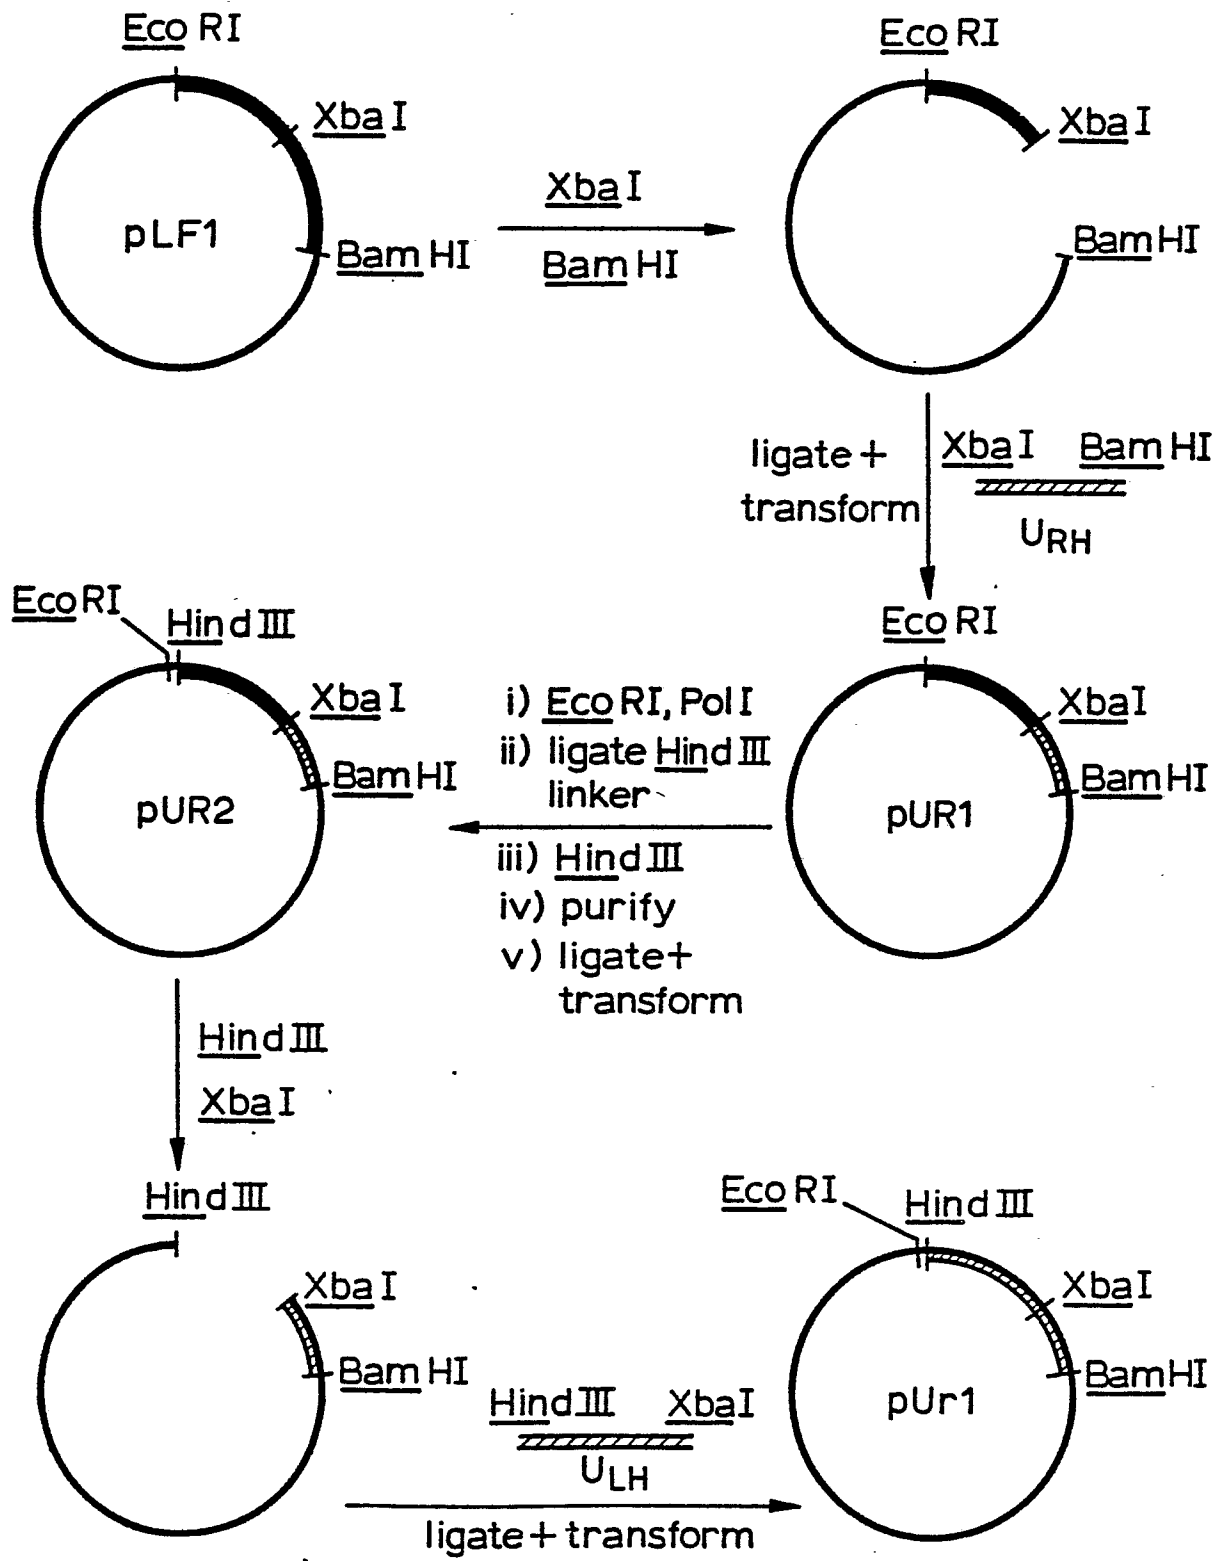 Eco RI
Xba I
pLF1
Bam HI
Xba I
Bam HI
Eco RI
Xba I
Bam HI
ligate +
transform
Xba I Bam HI
URH
Eco RI
Xba I
Bam HI
pUR1
i) Eco RI, Pol I
ii) ligate Hind III
linker
iii) Hind III
iv) purify
v) ligate +
transform
Eco RI
Hind III
Xba I
Bam HI
pUR2
Hind III
Xba I
Hind III
Xba I
Bam HI
Hind III Xba I
ULH
ligate + transform
Eco RI
Hind III
Xba I
Bam HI
pUr1